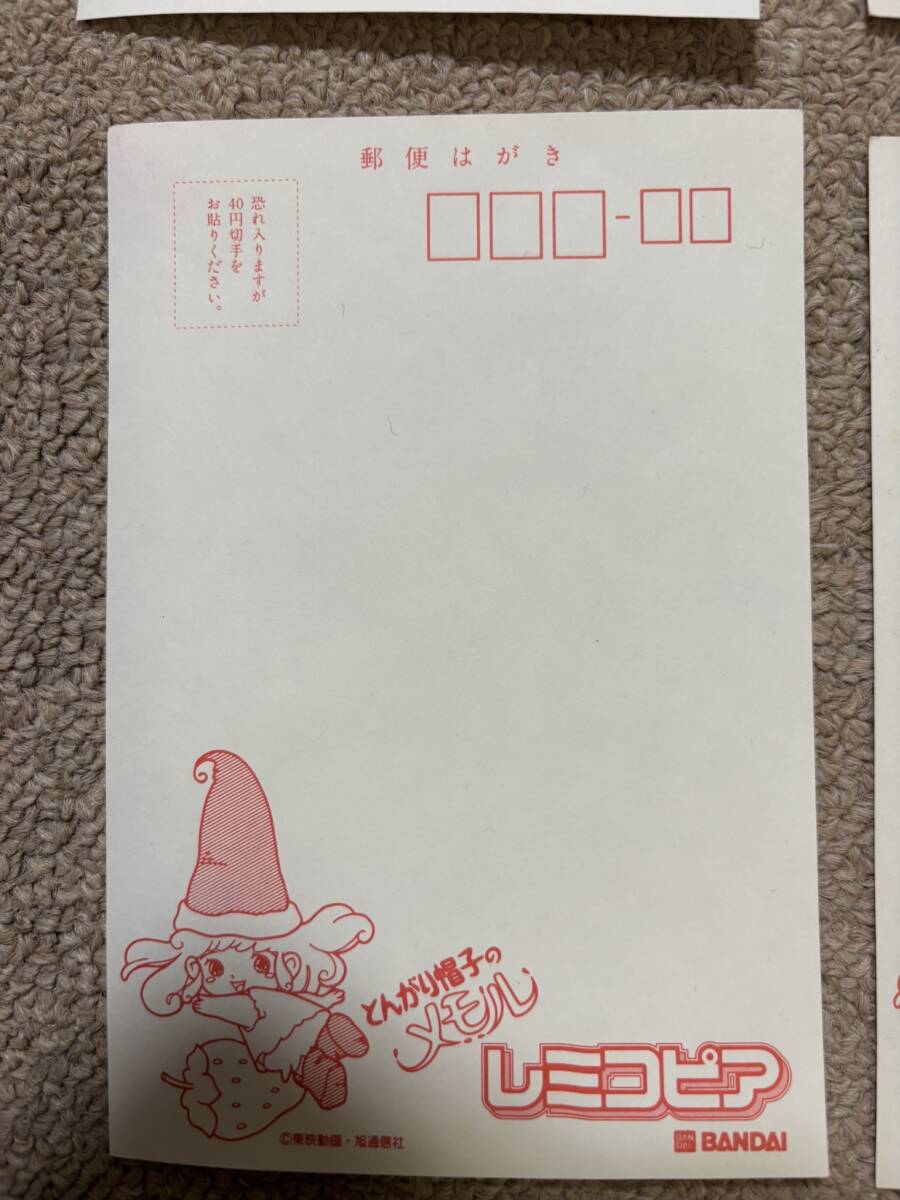 郵便はがき
恐れ入りますが
40円切手を
お貼りください。
とんがり帽子の
メモル
レミコピア
©東映動画・旭通信社
BAN
DAI
BANDAI